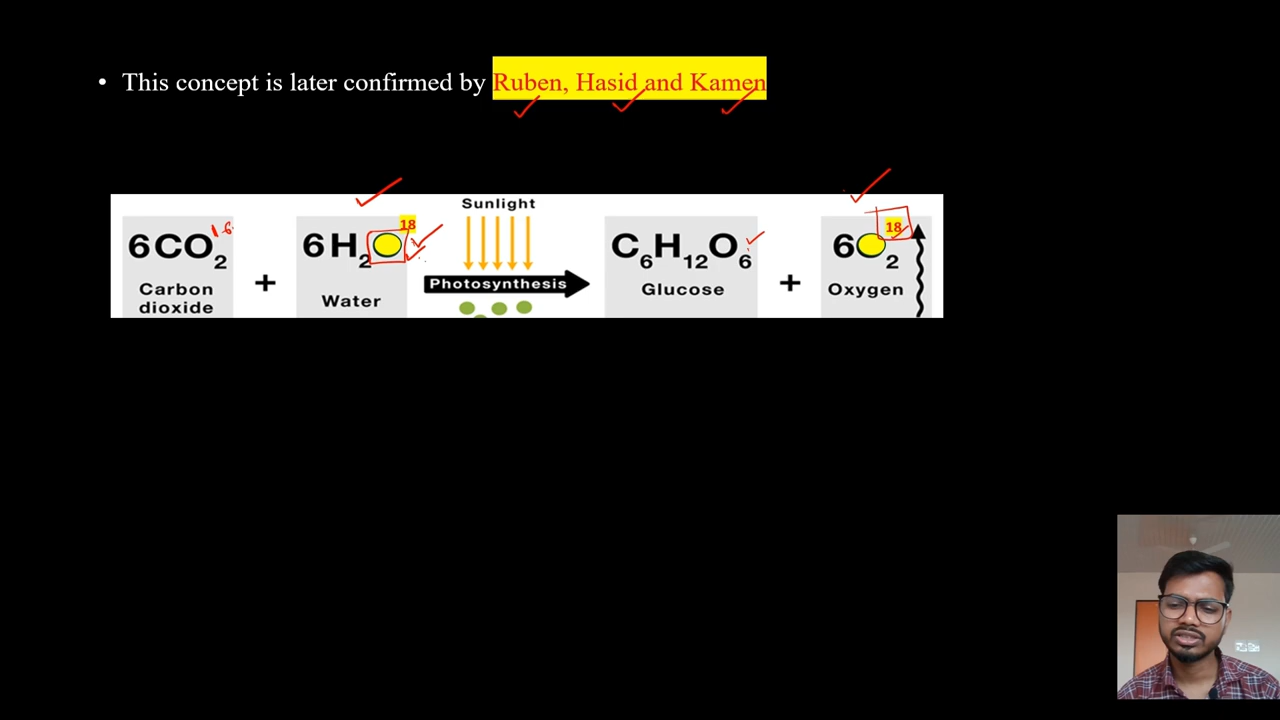 • This concept is later confirmed by Ruben, Hasid and Kamen
Sunlight
6CO₂ 16 + 6H₂O 18 Photosynthesis C₆H₁₂O₆ + 6O₂ 18
Carbon dioxide Water Glucose Oxygen